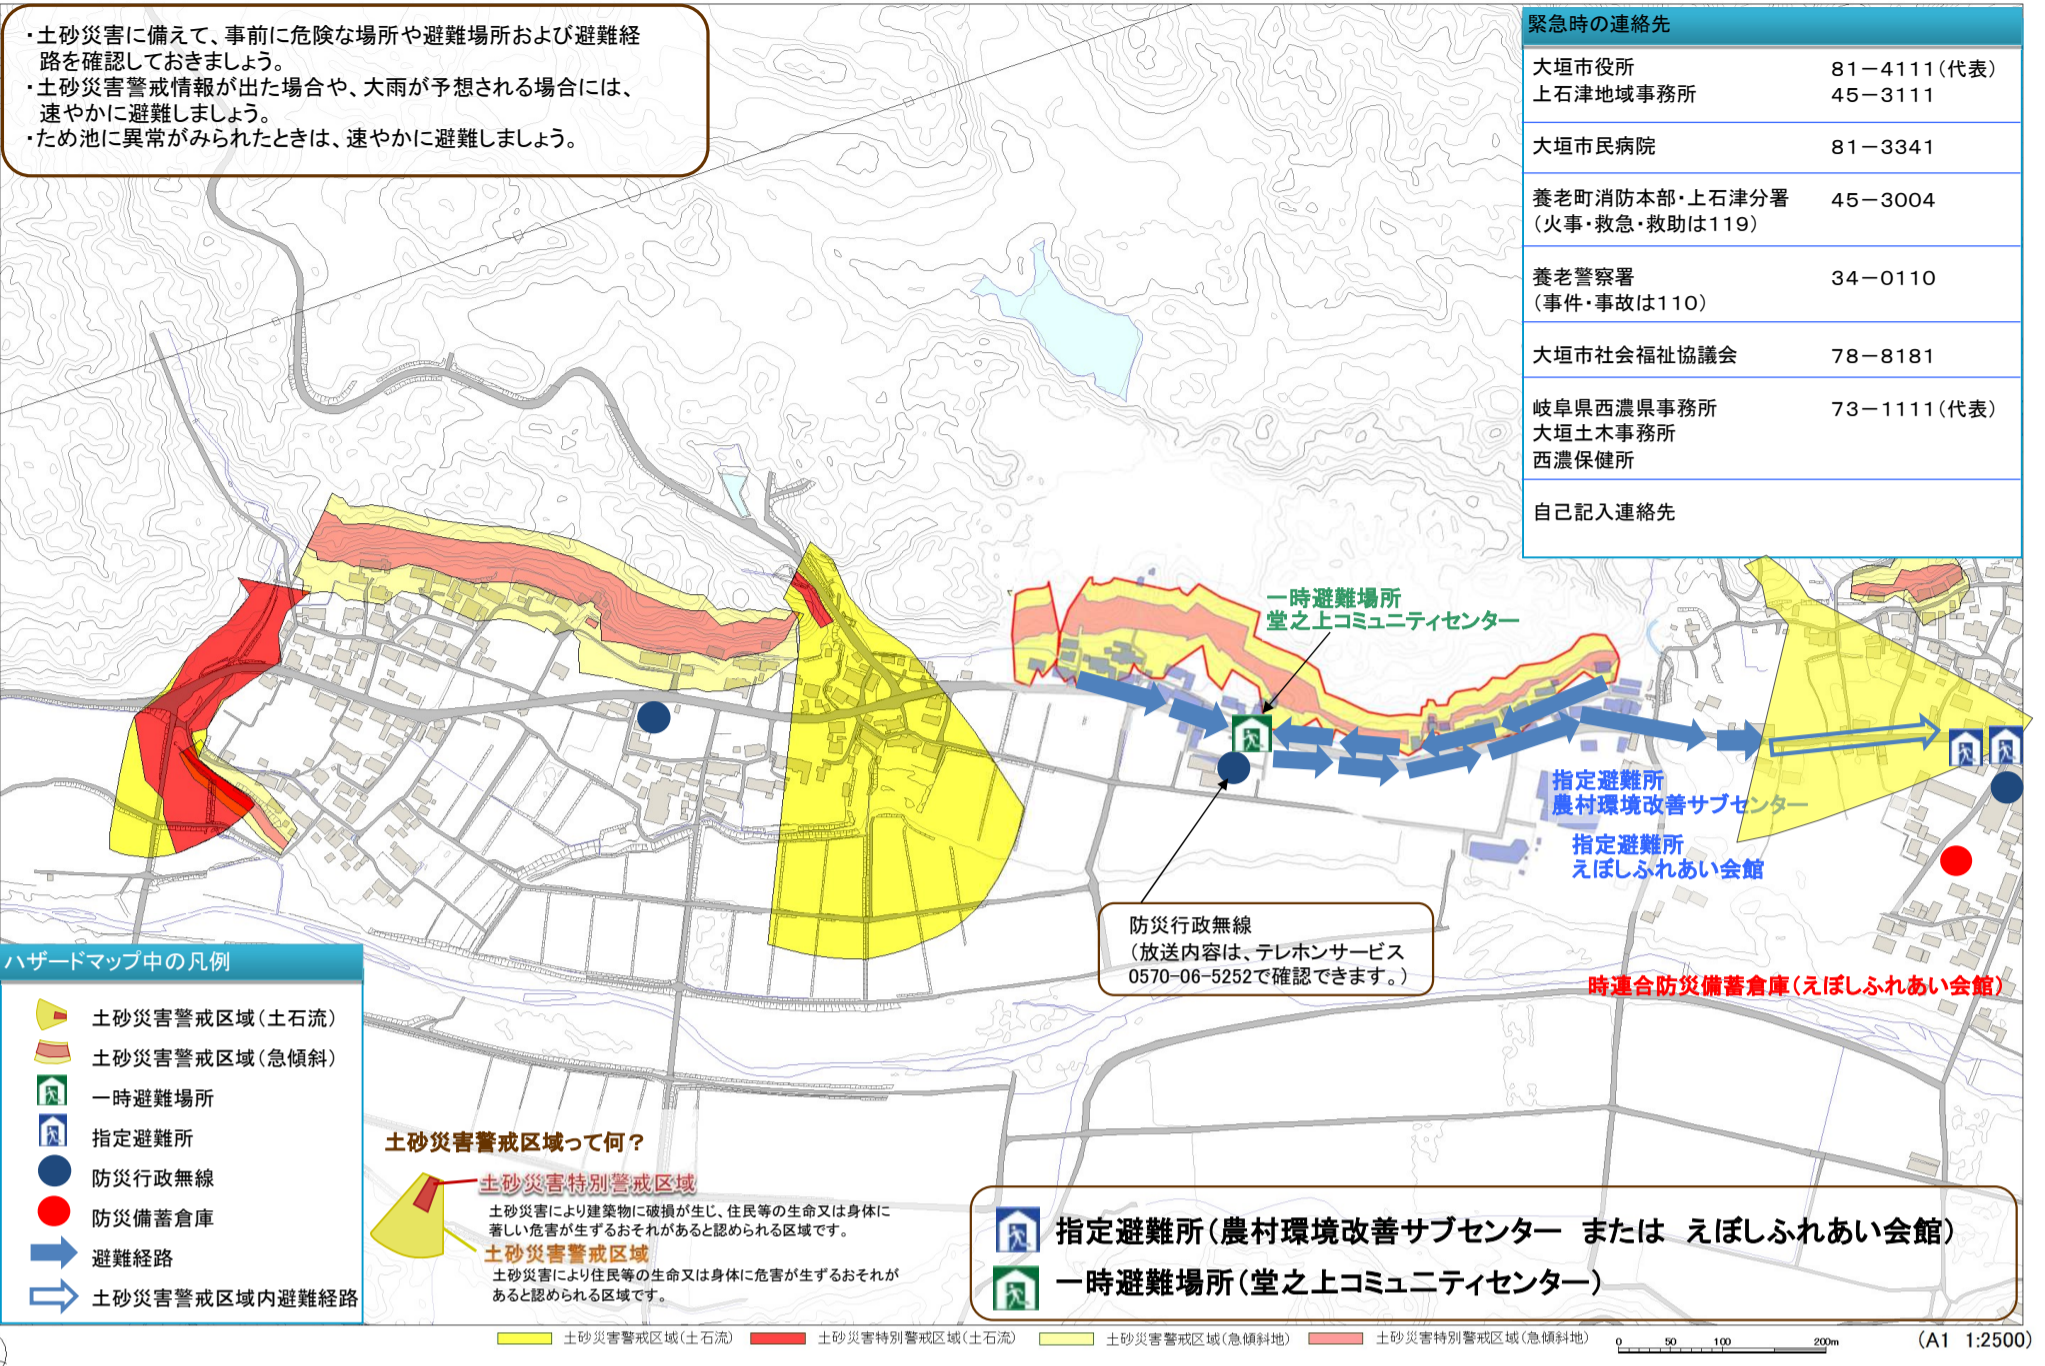 ・土砂災害に備えて、事前に危険な場所や避難場所および避難経
路を確認しておきましょう。
・土砂災害警戒情報が出た場合や、大雨が予想される場合には、
速やかに避難しましょう。
・ため池に異常がみられたときは、速やかに避難しましょう。
緊急時の連絡先
大垣市役所 81－4111(代表)
上石津地域事務所 45－3111
大垣市民病院 81－3341
養老町消防本部・上石津分署 45－3004
(火事・救急・救助は119)
養老警察署 34－0110
(事件・事故は110)
大垣市社会福祉協議会 78－8181
岐阜県西濃県事務所 73－1111(代表)
大垣土木事務所
西濃保健所
自己記入連絡先
一時避難場所
堂之上コミュニティセンター
指定避難所
農村環境改善サブセンター
指定避難所
えぼしふれあい会館
防災行政無線
(放送内容は、テレホンサービス
0570-06-5252で確認できます。)
時連合防災備蓄倉庫(えぼしふれあい会館)
ハザードマップ中の凡例
土砂災害警戒区域(土石流)
土砂災害警戒区域(急傾斜)
一時避難場所
指定避難所
防災行政無線
防災備蓄倉庫
避難経路
土砂災害警戒区域内避難経路
土砂災害警戒区域って何？
土砂災害特別警戒区域
土砂災害により建築物に破損が生じ、住民等の生命又は身体に
著しい危害が生ずるおそれがあると認められる区域です。
土砂災害警戒区域
土砂災害により住民等の生命又は身体に危害が生ずるおそれが
あると認められる区域です。
指定避難所(農村環境改善サブセンター または えぼしふれあい会館)
一時避難場所(堂之上コミュニティセンター)
土砂災害警戒区域(土石流) 土砂災害特別警戒区域(土石流) 土砂災害警戒区域(急傾斜地) 土砂災害特別警戒区域(急傾斜地)
0 50 100 200m
(A1 1:2500)